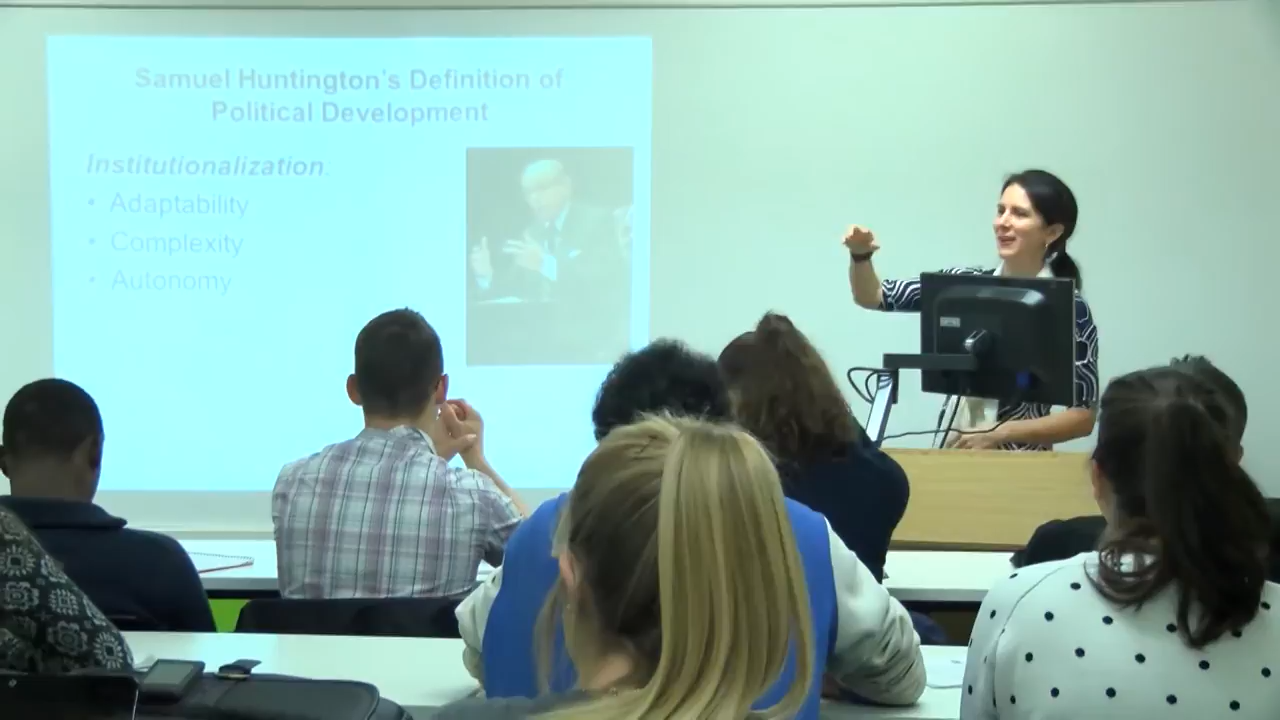 Samuel Huntington's Definition of
Political Development
Institutionalization.
• Adaptability
• Complexity
• Autonomy